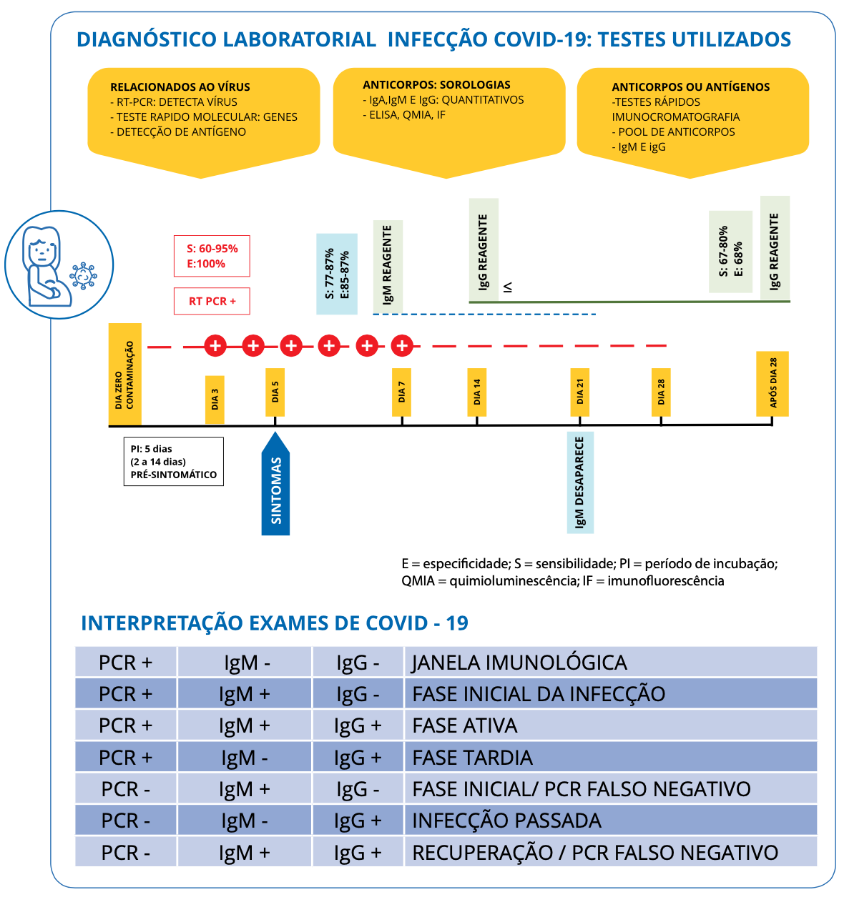 DIAGNÓSTICO LABORATORIAL INFECÇÃO COVID-19: TESTES UTILIZADOS
RELACIONADOS AO VÍRUS
- RT-PCR: DETECTA VÍRUS
- TESTE RAPIDO MOLECULAR: GENES
- DETECÇÃO DE ANTÍGENO
ANTICORPOS: SOROLOGIAS
- IgA,IgM E IgG: QUANTITATIVOS
- ELISA, QMIA, IF
ANTICORPOS OU ANTÍGENOS
-TESTES RÁPIDOS
IMUNOCROMATOGRAFIA
- POOL DE ANTICORPOS
- IgM E igG
S: 60-95%
E:100%
RT PCR +
S: 77-87%
E:85-87%
IgM REAGENTE
IgG REAGENTE
VI
S: 67-80%
E: 68%
IgG REAGENTE
DIA ZERO
CONTAMINAÇÃO
DIA 3
DIA 5
DIA 7
DIA 14
DIA 21
DIA 28
APÓS DIA 28
PI: 5 dias
(2 a 14 dias)
PRÉ-SINTOMÁTICO
SINTOMAS
IgM DESAPARECE
E = especificidade; S = sensibilidade; PI = período de incubação;
QMIA = quimioluminescência; IF = imunofluorescência
INTERPRETAÇÃO EXAMES DE COVID - 19
PCR + IgM - IgG - JANELA IMUNOLÓGICA
PCR + IgM + IgG - FASE INICIAL DA INFECÇÃO
PCR + IgM + IgG + FASE ATIVA
PCR + IgM - IgG + FASE TARDIA
PCR - IgM + IgG - FASE INICIAL/ PCR FALSO NEGATIVO
PCR - IgM - IgG + INFECÇÃO PASSADA
PCR - IgM + IgG + RECUPERAÇÃO / PCR FALSO NEGATIVO